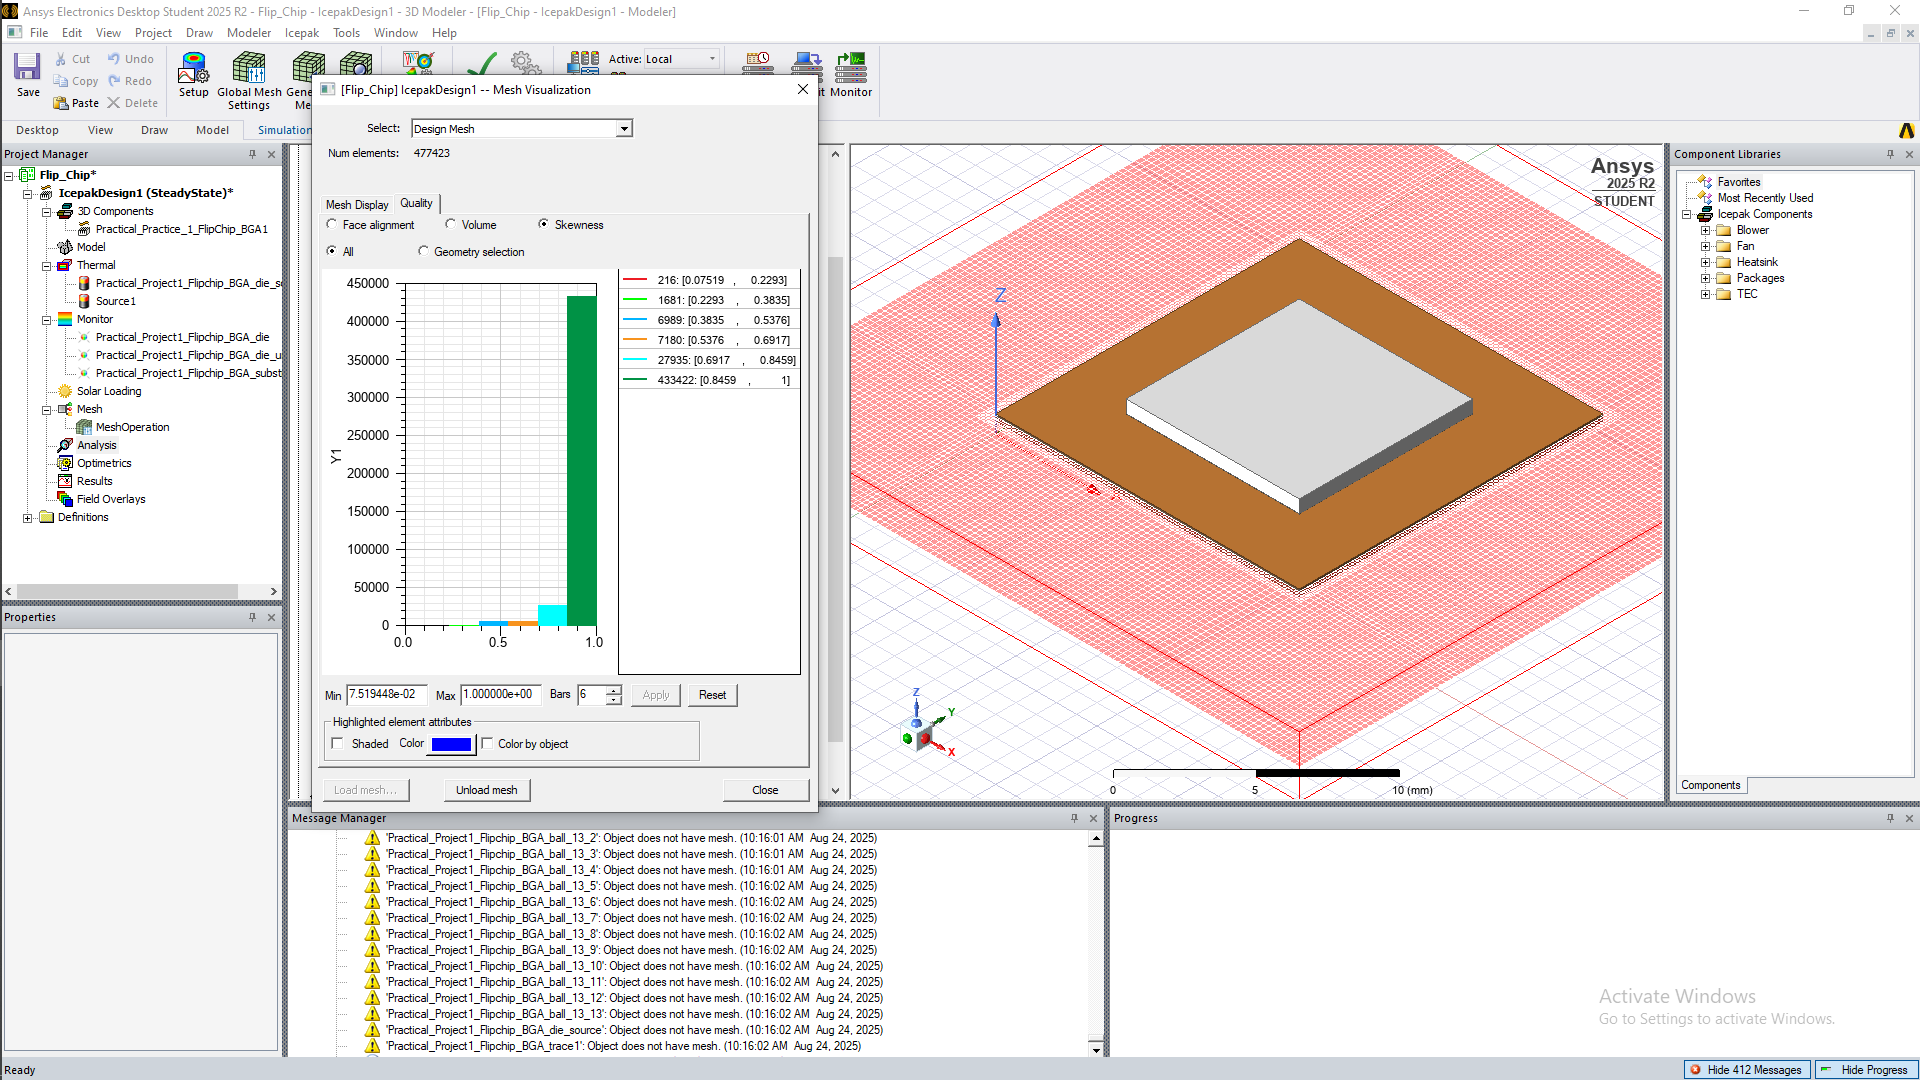 Ansys Electronics Desktop Student 2025 R2 - Flip_Chip - IcepakDesign1 - 3D Modeler - [Flip_Chip - IcepakDesign1 - Modeler]
File Edit View Project Draw Modeler Icepak Tools Window Help
Save
Cut
Copy
Paste
Undo
Redo
Delete
Setup
Global Mesh
Settings
Active: Local
Monitor
Desktop View Draw Model Simulation
Project Manager
Flip_Chip*
IcepakDesign1 (SteadyState)*
3D Components
Practical_Practice_1_FlipChip_BGA1
Model
Thermal
Practical_Project1_Flipchip_BGA_die_s
Source1
Monitor
Practical_Project1_Flipchip_BGA_die
Practical_Project1_Flipchip_BGA_die_u
Practical_Project1_Flipchip_BGA_subst
Solar Loading
Mesh
MeshOperation
Analysis
Optimetrics
Results
Field Overlays
Definitions
Properties
[Flip_Chip] IcepakDesign1 -- Mesh Visualization
Select: Design Mesh
Num elements: 477423
Mesh Display Quality
Face alignment Volume Skewness
All Geometry selection
450000
400000
350000
300000
250000
200000
150000
100000
50000
0
Y1
0.0 0.5 1.0
216: [0.07519 , 0.2293]
1681: [0.2293 , 0.3835]
6989: [0.3835 , 0.5376]
7180: [0.5376 , 0.6917]
27935: [0.6917 , 0.8459]
433422: [0.8459 , 1]
Min 7.519448e-02 Max 1.000000e+00 Bars 6 Apply Reset
Highlighted element attributes
Shaded Color Color by object
Load mesh... Unload mesh Close
Ansys
2025 R2
STUDENT
Z
Z
Y
X
0 5 10 (mm)
Component Libraries
Favorites
Most Recently Used
Icepak Components
Blower
Fan
Heatsink
Packages
TEC
Components
Message Manager
'Practical_Project1_Flipchip_BGA_ball_13_2': Object does not have mesh. (10:16:01 AM Aug 24, 2025)
'Practical_Project1_Flipchip_BGA_ball_13_3': Object does not have mesh. (10:16:01 AM Aug 24, 2025)
'Practical_Project1_Flipchip_BGA_ball_13_4': Object does not have mesh. (10:16:01 AM Aug 24, 2025)
'Practical_Project1_Flipchip_BGA_ball_13_5': Object does not have mesh. (10:16:02 AM Aug 24, 2025)
'Practical_Project1_Flipchip_BGA_ball_13_6': Object does not have mesh. (10:16:02 AM Aug 24, 2025)
'Practical_Project1_Flipchip_BGA_ball_13_7': Object does not have mesh. (10:16:02 AM Aug 24, 2025)
'Practical_Project1_Flipchip_BGA_ball_13_8': Object does not have mesh. (10:16:02 AM Aug 24, 2025)
'Practical_Project1_Flipchip_BGA_ball_13_9': Object does not have mesh. (10:16:02 AM Aug 24, 2025)
'Practical_Project1_Flipchip_BGA_ball_13_10': Object does not have mesh. (10:16:02 AM Aug 24, 2025)
'Practical_Project1_Flipchip_BGA_ball_13_11': Object does not have mesh. (10:16:02 AM Aug 24, 2025)
'Practical_Project1_Flipchip_BGA_ball_13_12': Object does not have mesh. (10:16:02 AM Aug 24, 2025)
'Practical_Project1_Flipchip_BGA_ball_13_13': Object does not have mesh. (10:16:02 AM Aug 24, 2025)
'Practical_Project1_Flipchip_BGA_die_source': Object does not have mesh. (10:16:02 AM Aug 24, 2025)
'Practical_Project1_Flipchip_BGA_trace1': Object does not have mesh. (10:16:02 AM Aug 24, 2025)
Progress
Activate Windows
Go to Settings to activate Windows.
Ready
Hide 412 Messages
Hide Progress